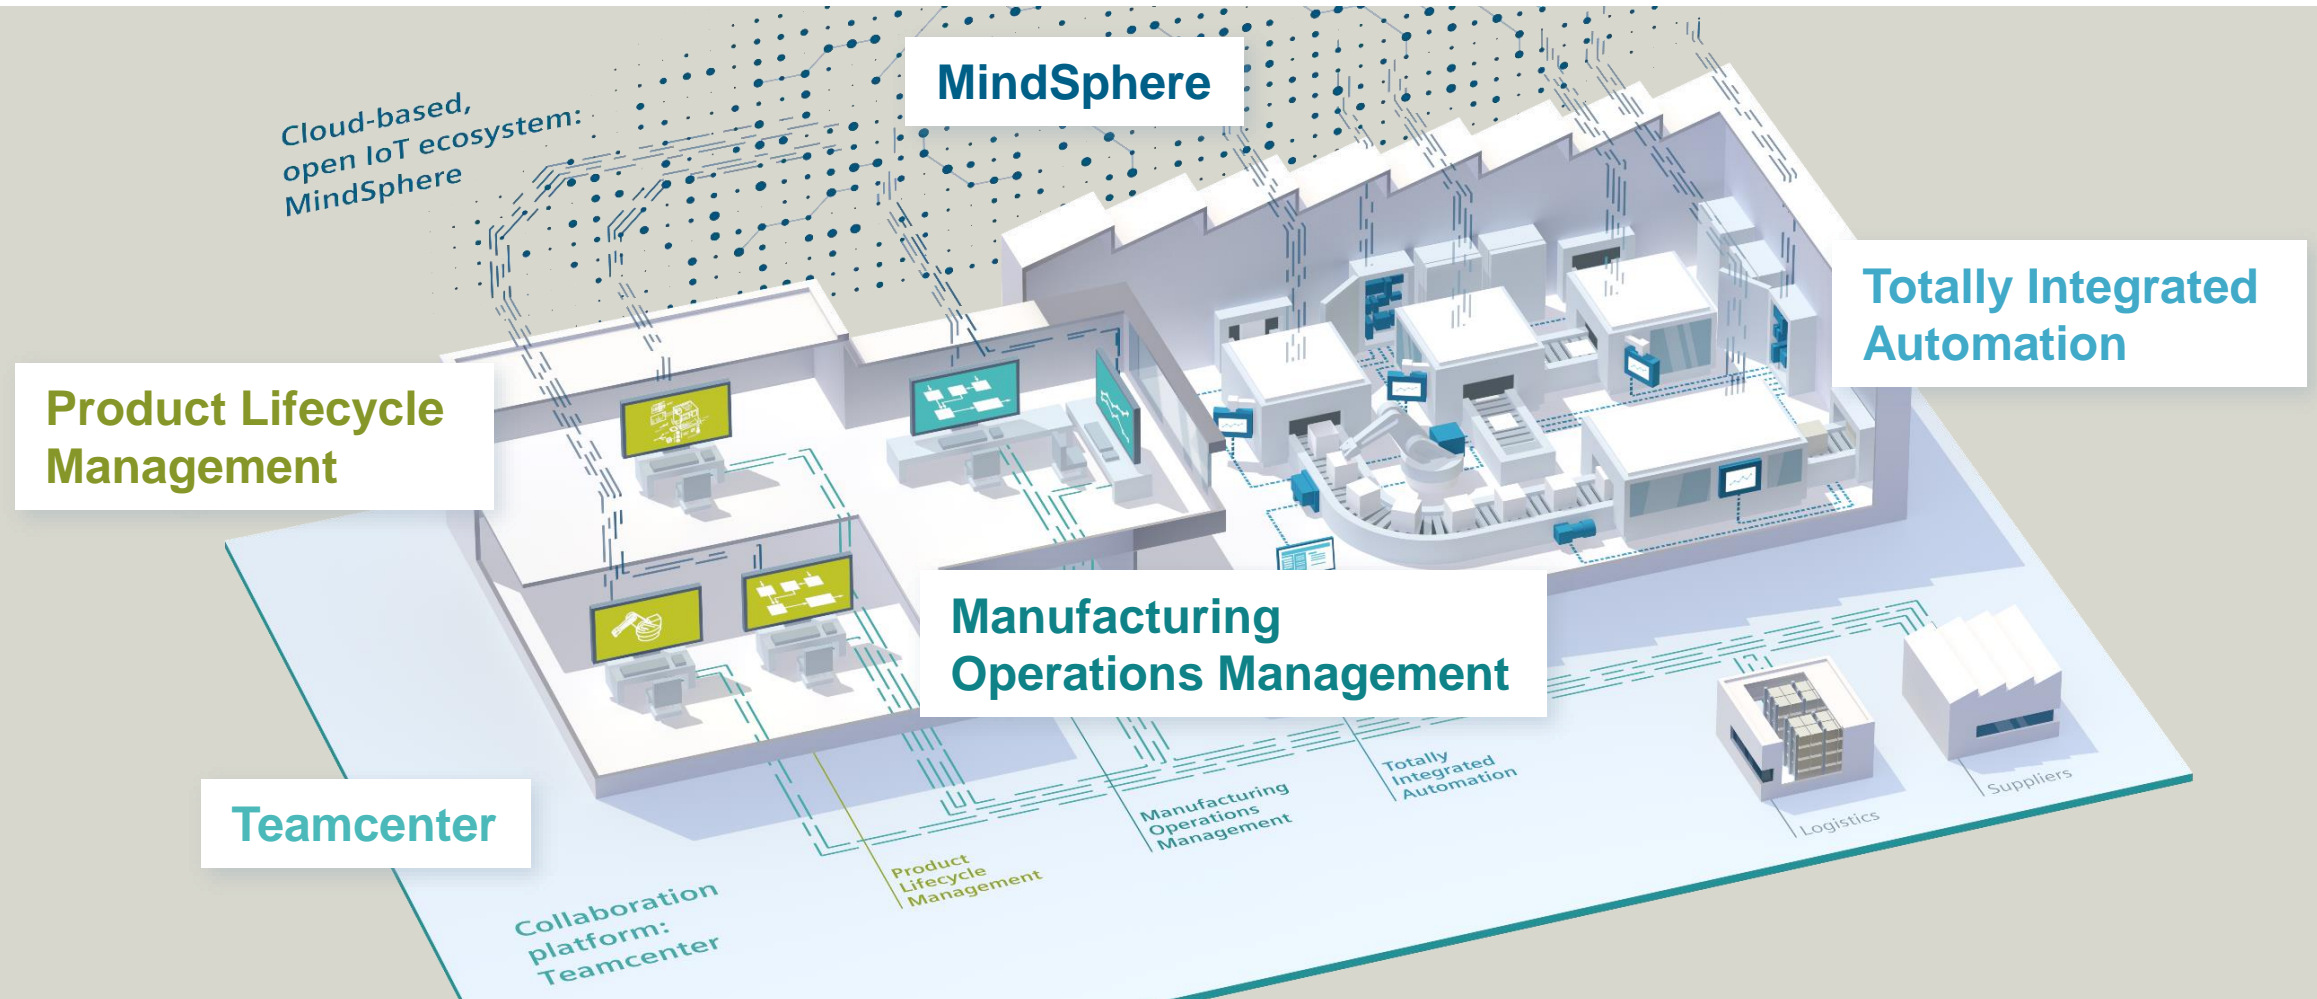 MindSphere
Cloud-based,
open IoT ecosystem:
MindSphere
Totally Integrated
Automation
Product Lifecycle
Management
Manufacturing
Operations Management
Teamcenter
Totally
Integrated
Automation
Manufacturing
Operations
Management
Product
Lifecycle
Management
Suppliers
Logistics
Collaboration
platform:
Teamcenter